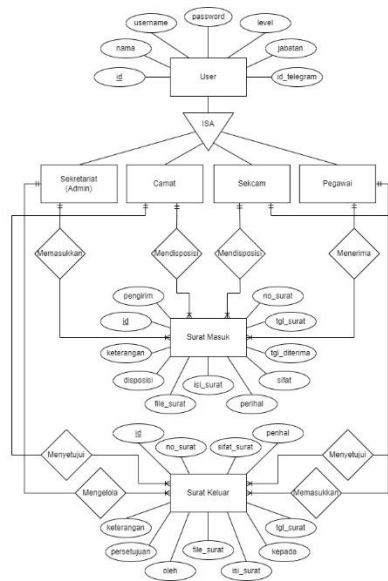 password
username
level
nama
jabatan
id
User
id_telegram
ISA
Sekretariat
(Admin)
Camat
Sekcam
Pegawai
Memasukkan
Mendisposisi
Mendisposisi
Menerima
pengirim
no_surat
id
tgl_surat
Surat Masuk
keterangan
tgl_diterima
disposisi
isi_surat
sifat
file_surat
perihal
id
perihal
no_surat
sifat_surat
Menyetujui
Menyetujui
Mengelola
Surat Keluar
Memasukkan
keterangan
tgl_surat
persetujuan
file_surat
kepada
oleh
isi_surat